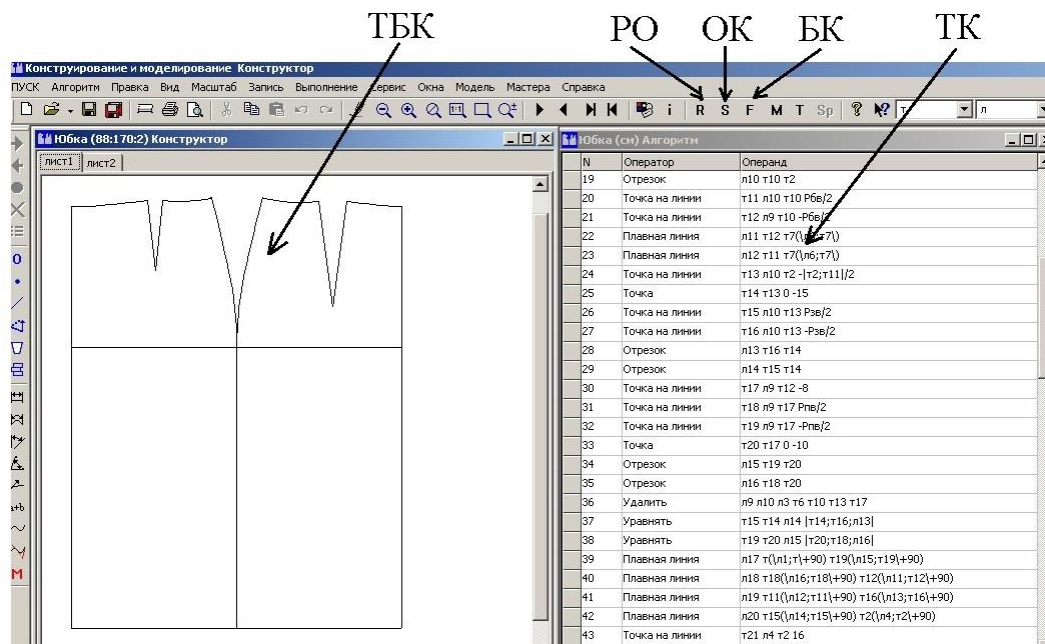 ТБК РО ОК БК ТК
Конструирование и моделирование Конструктор
ПУСК Алгоритм Правка Вид Масштаб Запись Выполнение Сервис Окна Модель Мастера Справка
1:1 i R S F M T Sp ? т л
Юбка (88:170:2) Конструктор
лист1 лист2
Юбка (см) Алгоритм
N Оператор Операнд
19 Отрезок л10 т10 т2
20 Точка на линии т11 л10 т10 Рбв/2
21 Точка на линии т12 л9 т10 -Рбв/2
22 Плавная линия
23 Плавная линия л12 т11 т7(\л6;т7\)
24 Точка на линии т13 л10 т2 -|т2;т11|/2
25 Точка т14 т13 0 -15
26 Точка на линии т15 л10 т13 Рзв/2
27 Точка на линии т16 л10 т13 -Рзв/2
28 Отрезок л13 т16 т14
29 Отрезок л14 т15 т14
30 Точка на линии т17 л9 т12 -8
31 Точка на линии т18 л9 т17 Рпв/2
32 Точка на линии т19 л9 т17 -Рпв/2
33 Точка т20 т17 0 -10
34 Отрезок л15 т19 т20
35 Отрезок л16 т18 т20
36 Удалить л9 л10 л3 т6 т10 т13 т17
37 Уравнять т15 т14 л14 |т14;т16;л13|
38 Уравнять т19 т20 л15 |т20;т18;л16|
39 Плавная линия л17 т(\л1;т\+90) т19(\л15;т19\+90)
40 Плавная линия л18 т18(\л16;т18\+90) т12(\л11;т12\+90)
41 Плавная линия л19 т11(\л12;т11\+90) т16(\л13;т16\+90)
42 Плавная линия л20 т15(\л14;т15\+90) т2(\л4;т2\+90)
43 Точка на линии т21 л4 т2 16
0
a+b
M